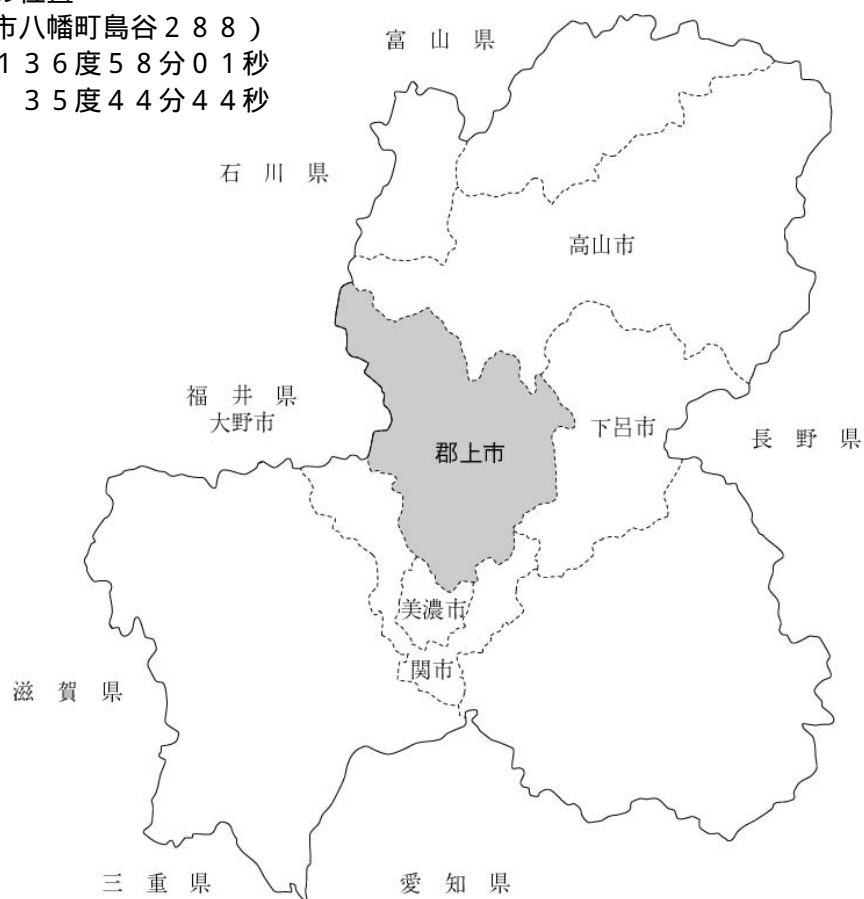 の位置
市八幡町島谷２８８）
１３６度５８分０１秒
３５度４４分４４秒
富山県
石川県
高山市
福井県
大野市
下呂市
長野県
郡上市
美濃市
関市
滋賀県
三重県
愛知県